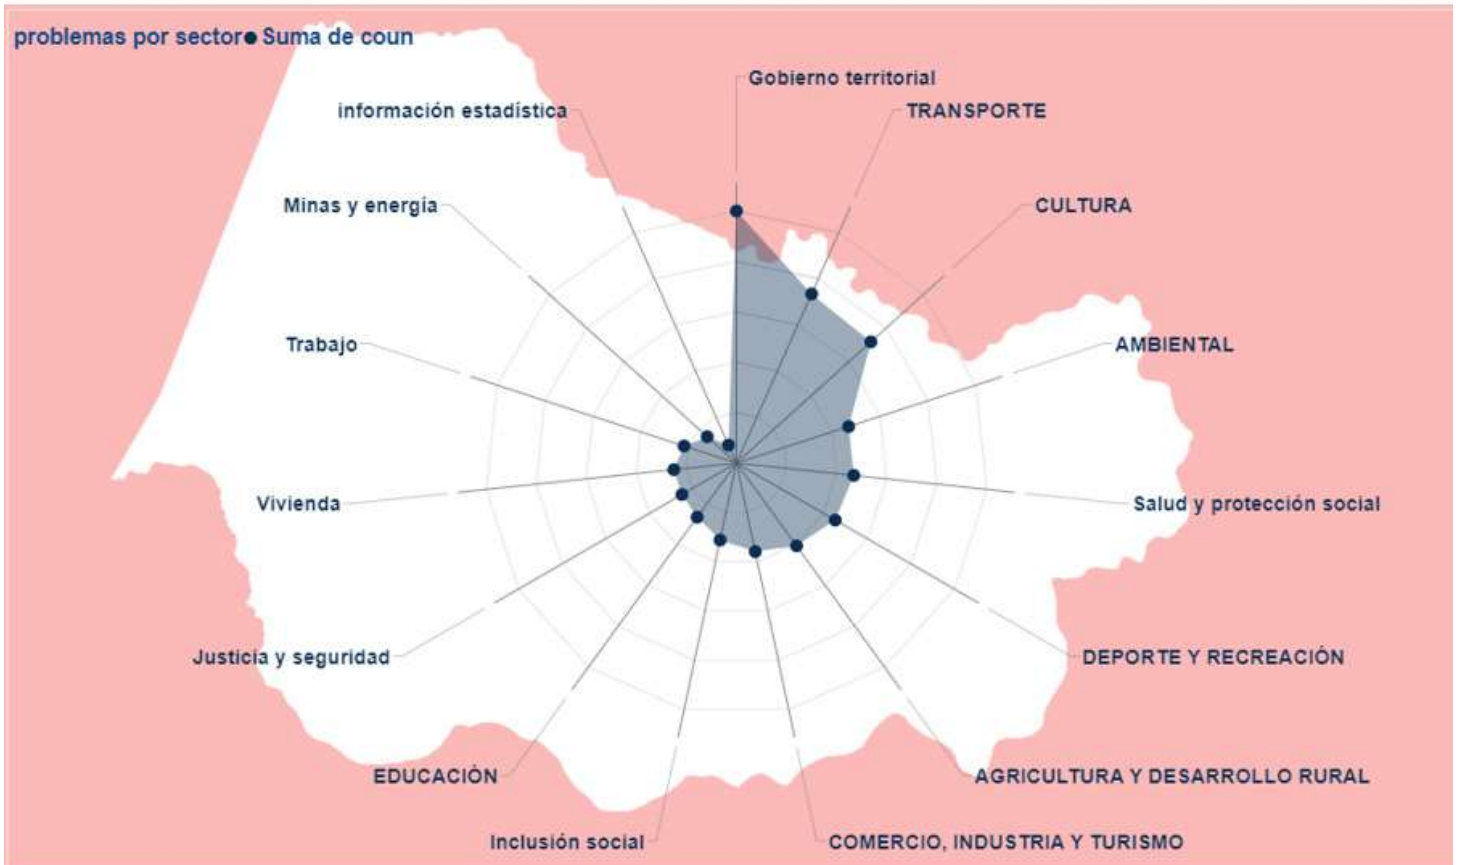 problemas por sector● Suma de coun
Gobierno territorial
información estadística
TRANSPORTE
Minas y energía
CULTURA
Trabajo
AMBIENTAL
Vivienda
Salud y protección social
Justicia y seguridad
DEPORTE Y RECREACIÓN
EDUCACIÓN
AGRICULTURA Y DESARROLLO RURAL
Inclusión social
COMERCIO, INDUSTRIA Y TURISMO